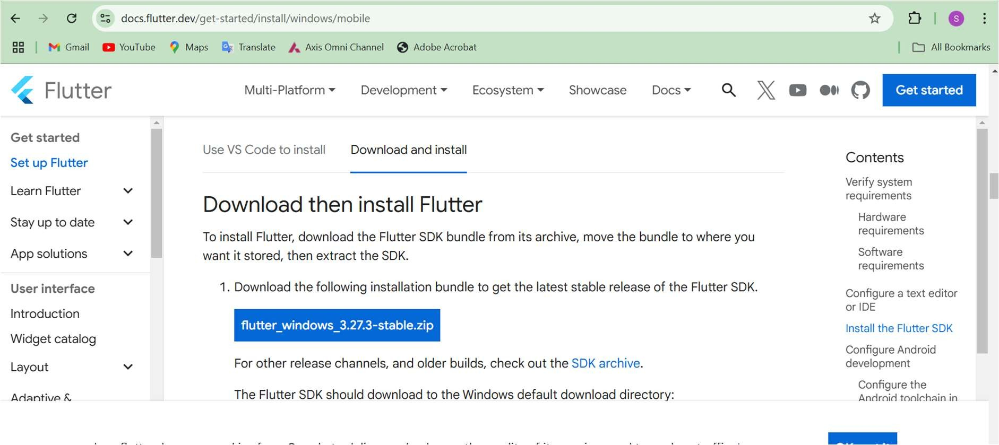 docs.flutter.dev/get-started/install/windows/mobile
S
Gmail YouTube Maps Translate Axis Omni Channel Adobe Acrobat All Bookmarks
Flutter Multi-Platform Development Ecosystem Showcase Docs Get started
Get started
Set up Flutter
Learn Flutter
Stay up to date
App solutions
User interface
Introduction
Widget catalog
Layout
Adaptive &
Use VS Code to install Download and install
Download then install Flutter
To install Flutter, download the Flutter SDK bundle from its archive, move the bundle to where you
want it stored, then extract the SDK.
1. Download the following installation bundle to get the latest stable release of the Flutter SDK.
flutter_windows_3.27.3-stable.zip
For other release channels, and older builds, check out the SDK archive.
The Flutter SDK should download to the Windows default download directory:
Contents
Verify system
requirements
Hardware
requirements
Software
requirements
Configure a text editor
or IDE
Install the Flutter SDK
Configure Android
development
Configure the
Android toolchain in